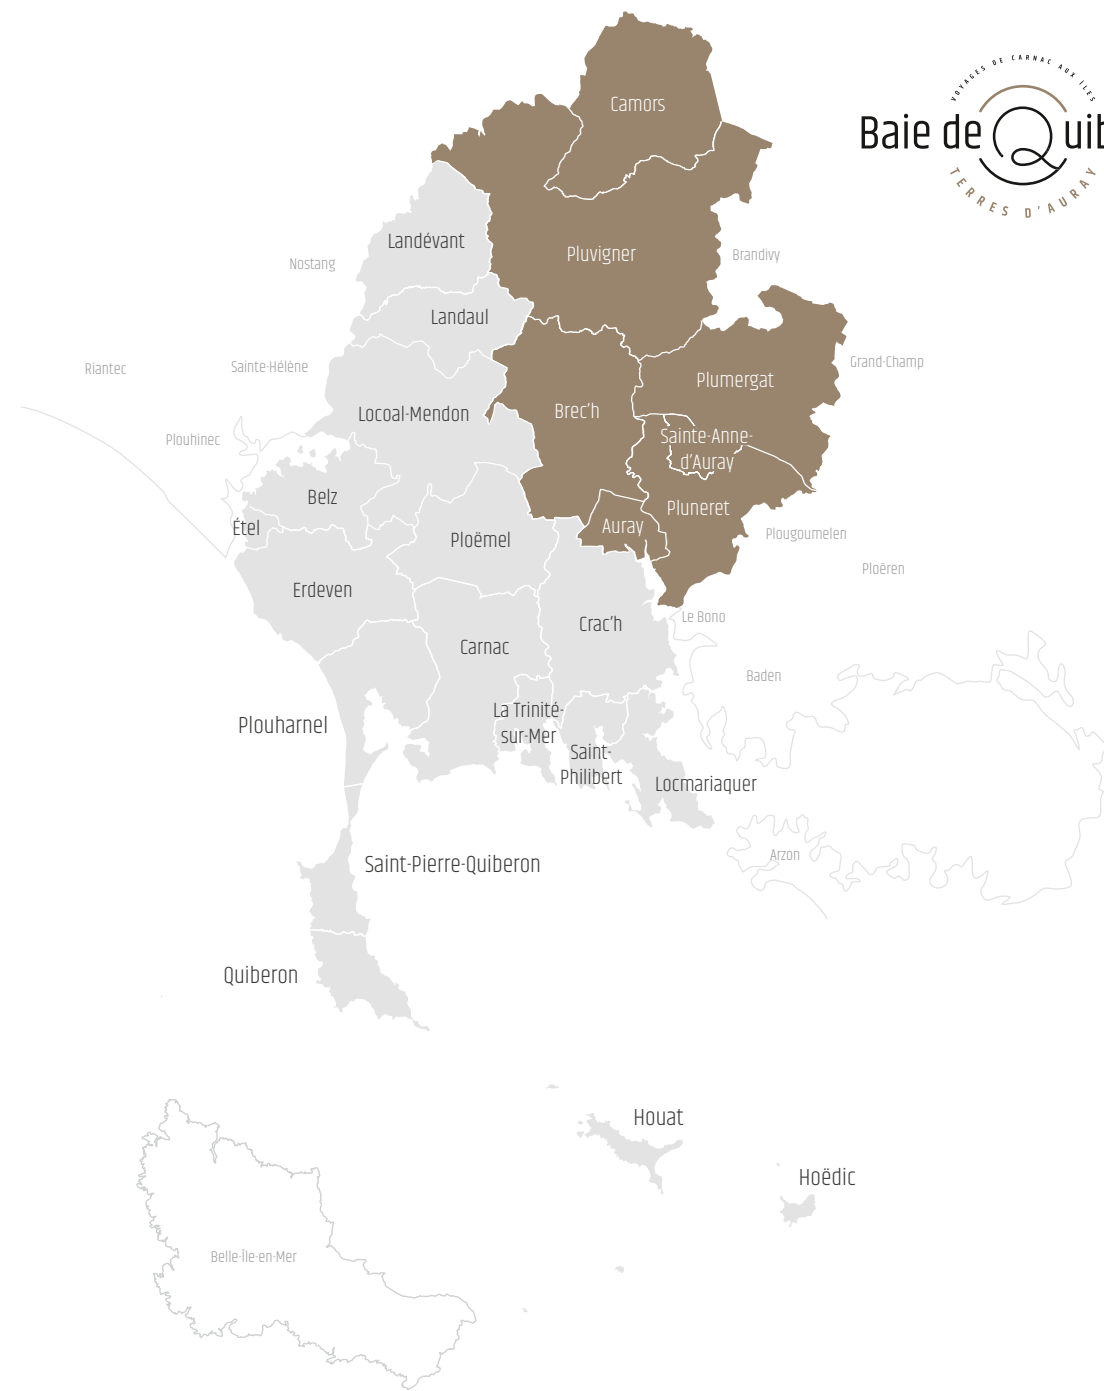 VOYAGES DE CARNAC AUX ÎLES
Baie de Quib
TERRES D'AURAY
Camors
Landévant
Nostang
Pluvigner
Brandivy
Landaul
Riantec
Sainte-Hélène
Grand-Champ
Plumergat
Locoal-Mendon
Brec'h
Plouhinec
Sainte-Anne-
d'Auray
Belz
Pluneret
Étel
Auray
Plougoumelen
Ploëmel
Ploëren
Erdeven
Le Bono
Crac'h
Carnac
Baden
La Trinité-
sur-Mer
Plouharnel
Saint-
Philibert
Locmariaquer
Arzon
Saint-Pierre-Quiberon
Quiberon
Houat
Hoëdic
Belle-Île-en-Mer